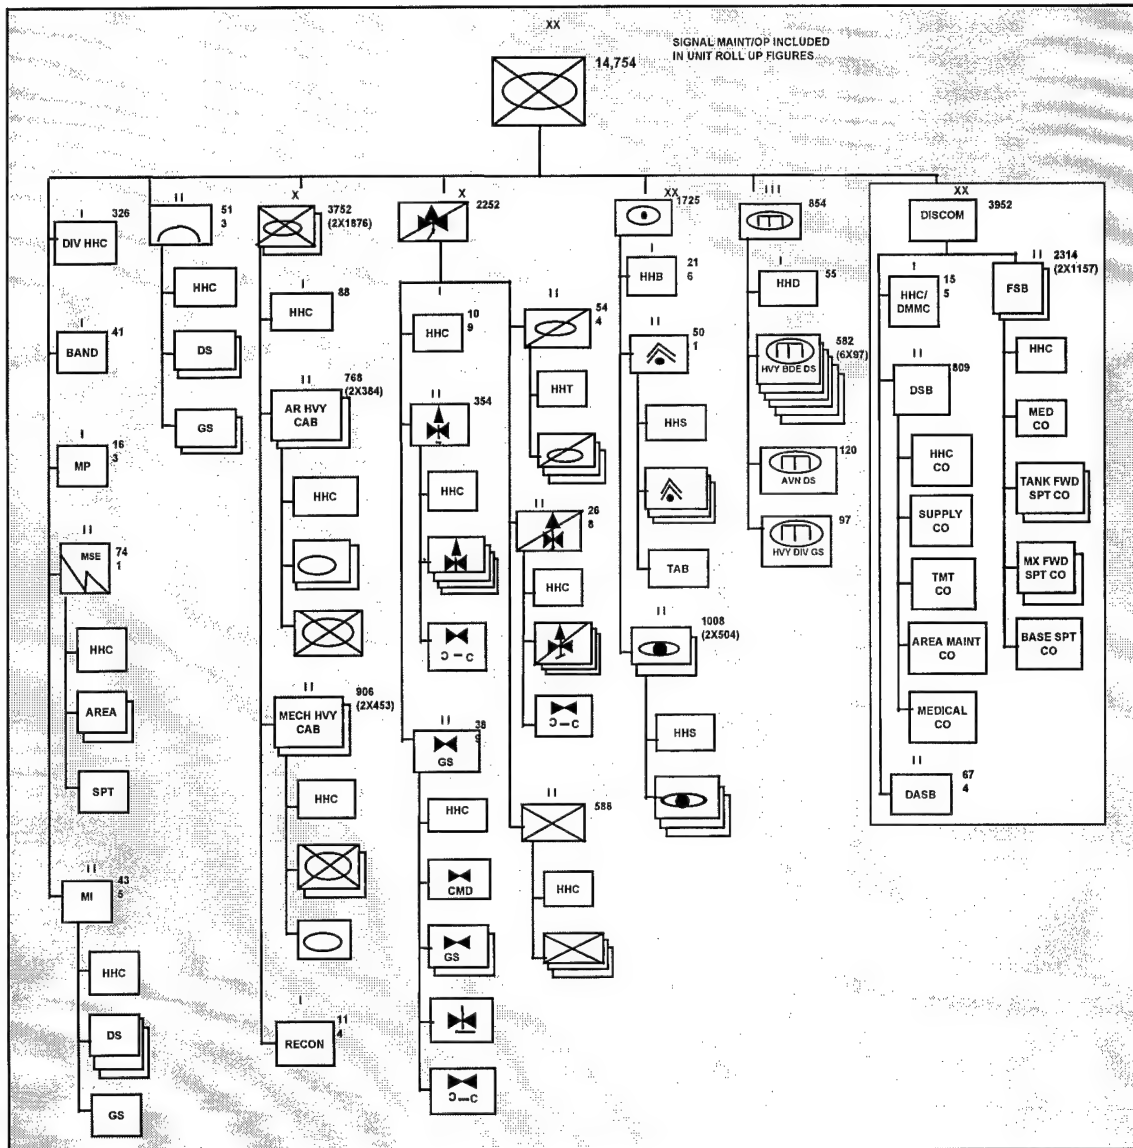 XX
SIGNAL MAINT/OP INCLUDED
IN UNIT ROLL UP FIGURES
14,754
I
326
DIV HHC
I
41
BAND
I
16
3
MP
II
MSE
74
1
HHC
AREA
SPT
II
43
5
MI
HHC
DS
GS
II
51
3
HHC
DS
GS
X
3752
(2X1876)
I
88
HHC
II
768
(2X384)
AR HVY
CAB
HHC
II
906
(2X453)
MECH HVY
CAB
HHC
I
11
4
RECON
X
2252
I
10
9
HHC
II
354
HHC
C–C
II
38
9
GS
HHC
CMD
GS
C–C
II
54
4
HHT
II
26
8
HHC
C–C
II
586
HHC
XX
1725
I
21
6
HHB
II
50
1
HHS
TAB
II
1008
(2X504)
HHS
III
854
I
55
HHD
582
(6X97)
HVY BDE DS
120
AVN DS
97
HVY DIV GS
XX
DISCOM
3952
I
15
5
HHC/
DMMC
II
809
DSB
HHC
CO
SUPPLY
CO
TMT
CO
AREA MAINT
CO
MEDICAL
CO
II
67
4
DASB
II
2314
(2X1157)
FSB
HHC
MED
CO
TANK FWD
SPT CO
MX FWD
SPT CO
BASE SPT
CO